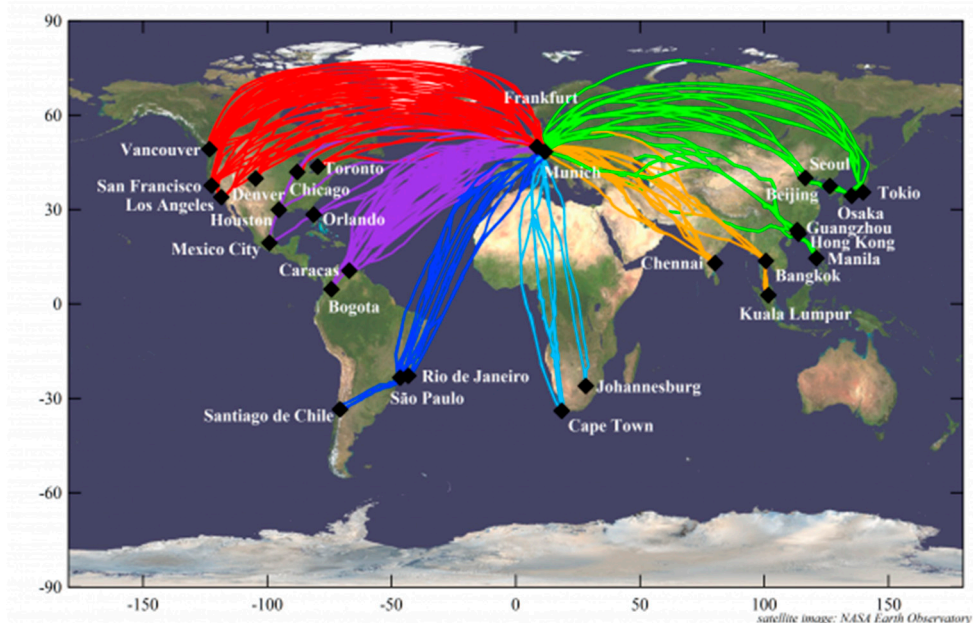 90
60
30
0
-30
-60
-90
Frankfurt
Munich
Vancouver
San Francisco
Los Angeles
Denver
Chicago
Toronto
Houston
Orlando
Mexico City
Caracas
Bogota
Rio de Janeiro
São Paulo
Santiago de Chile
Johannesburg
Cape Town
Seoul
Beijing
Tokio
Osaka
Guangzhou
Hong Kong
Manila
Chennai
Bangkok
Kuala Lumpur
-150 -100 -50 0 50 100 150
satellite image: NASA Earth Observatory